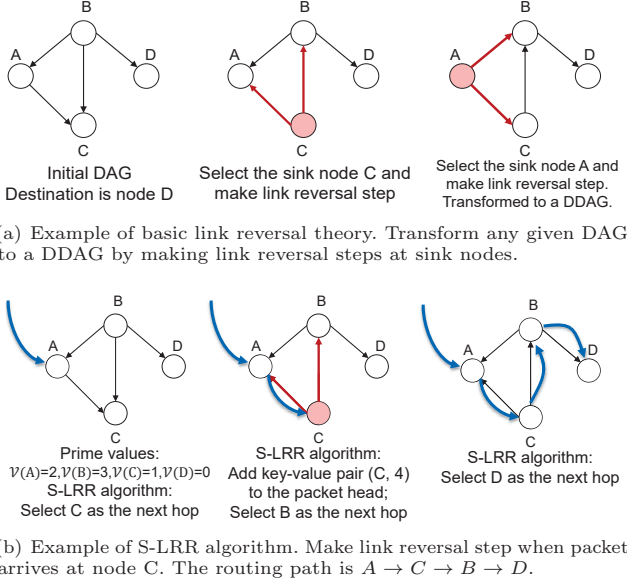 B
B
B
A
D
A
D
A
D
C
C
C
Initial DAG
Destination is node D
Select the sink node C and
make link reversal step
Select the sink node A and
make link reversal step.
Transformed to a DDAG.
a) Example of basic link reversal theory. Transform any given DAG
to a DDAG by making link reversal steps at sink nodes.
B
B
B
A
D
A
D
A
D
C
C
C
Prime values:
𝒱(A)=2,𝒱(B)=3,𝒱(C)=1,𝒱(D)=0
S-LRR algorithm:
Select C as the next hop
S-LRR algorithm:
Add key-value pair (C, 4)
to the packet head;
Select B as the next hop
S-LRR algorithm:
Select D as the next hop
b) Example of S-LRR algorithm. Make link reversal step when packet
arrives at node C. The routing path is A → C → B → D.